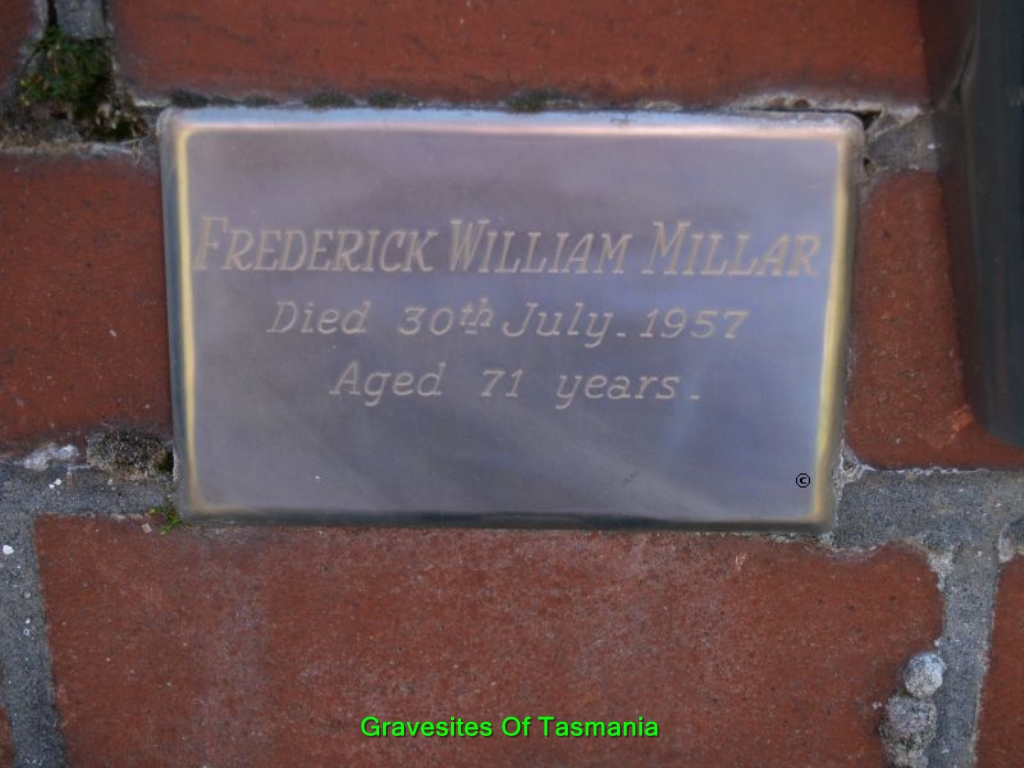 FREDERICK WILLIAM MILLAR
Died 30th July. 1957
Aged 71 years.
©
Gravesites Of Tasmania